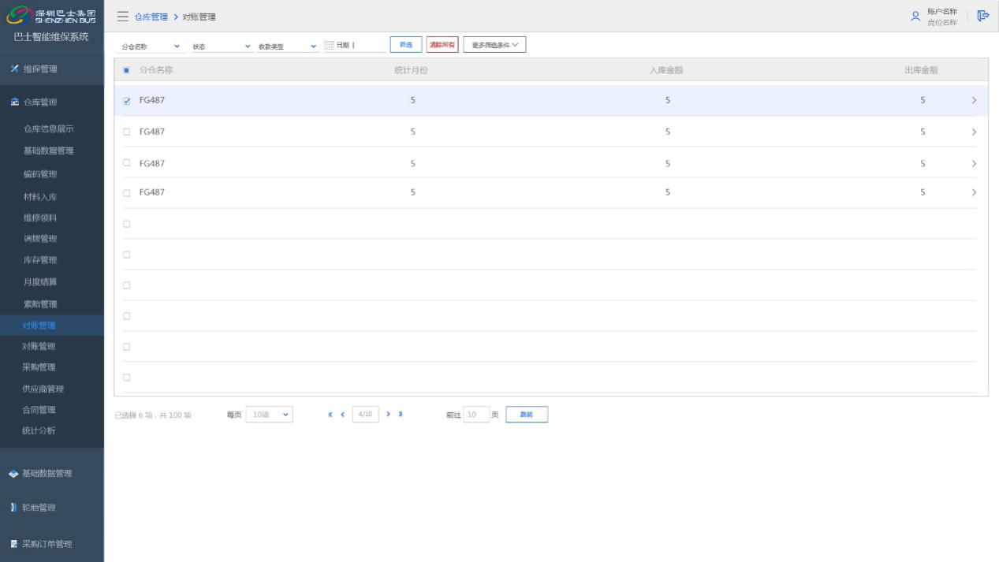 深圳巴士集团
SHENZHEN BUS
巴士智能维保系统
维保管理
仓库管理
仓库信息展示
基础数据管理
编码管理
材料入库
维修领料
调拨管理
库存管理
月度结算
索赔管理
对账管理
对账管理
采购管理
供应商管理
合同管理
统计分析
基础数据管理
轮胎管理
采购订单管理
仓库管理 > 对账管理
账户名称
岗位名称
分仓名称 状态 收款类型 日期 筛选 清除所有 更多筛选条件
分仓名称 统计月份 入库金额 出库金额
FG487 5 5 5
FG487 5 5 5
FG487 5 5 5
FG487 5 5 5
已选择 6 项，共 100 项 每页 10项 4/10 前往 10 页 跳转